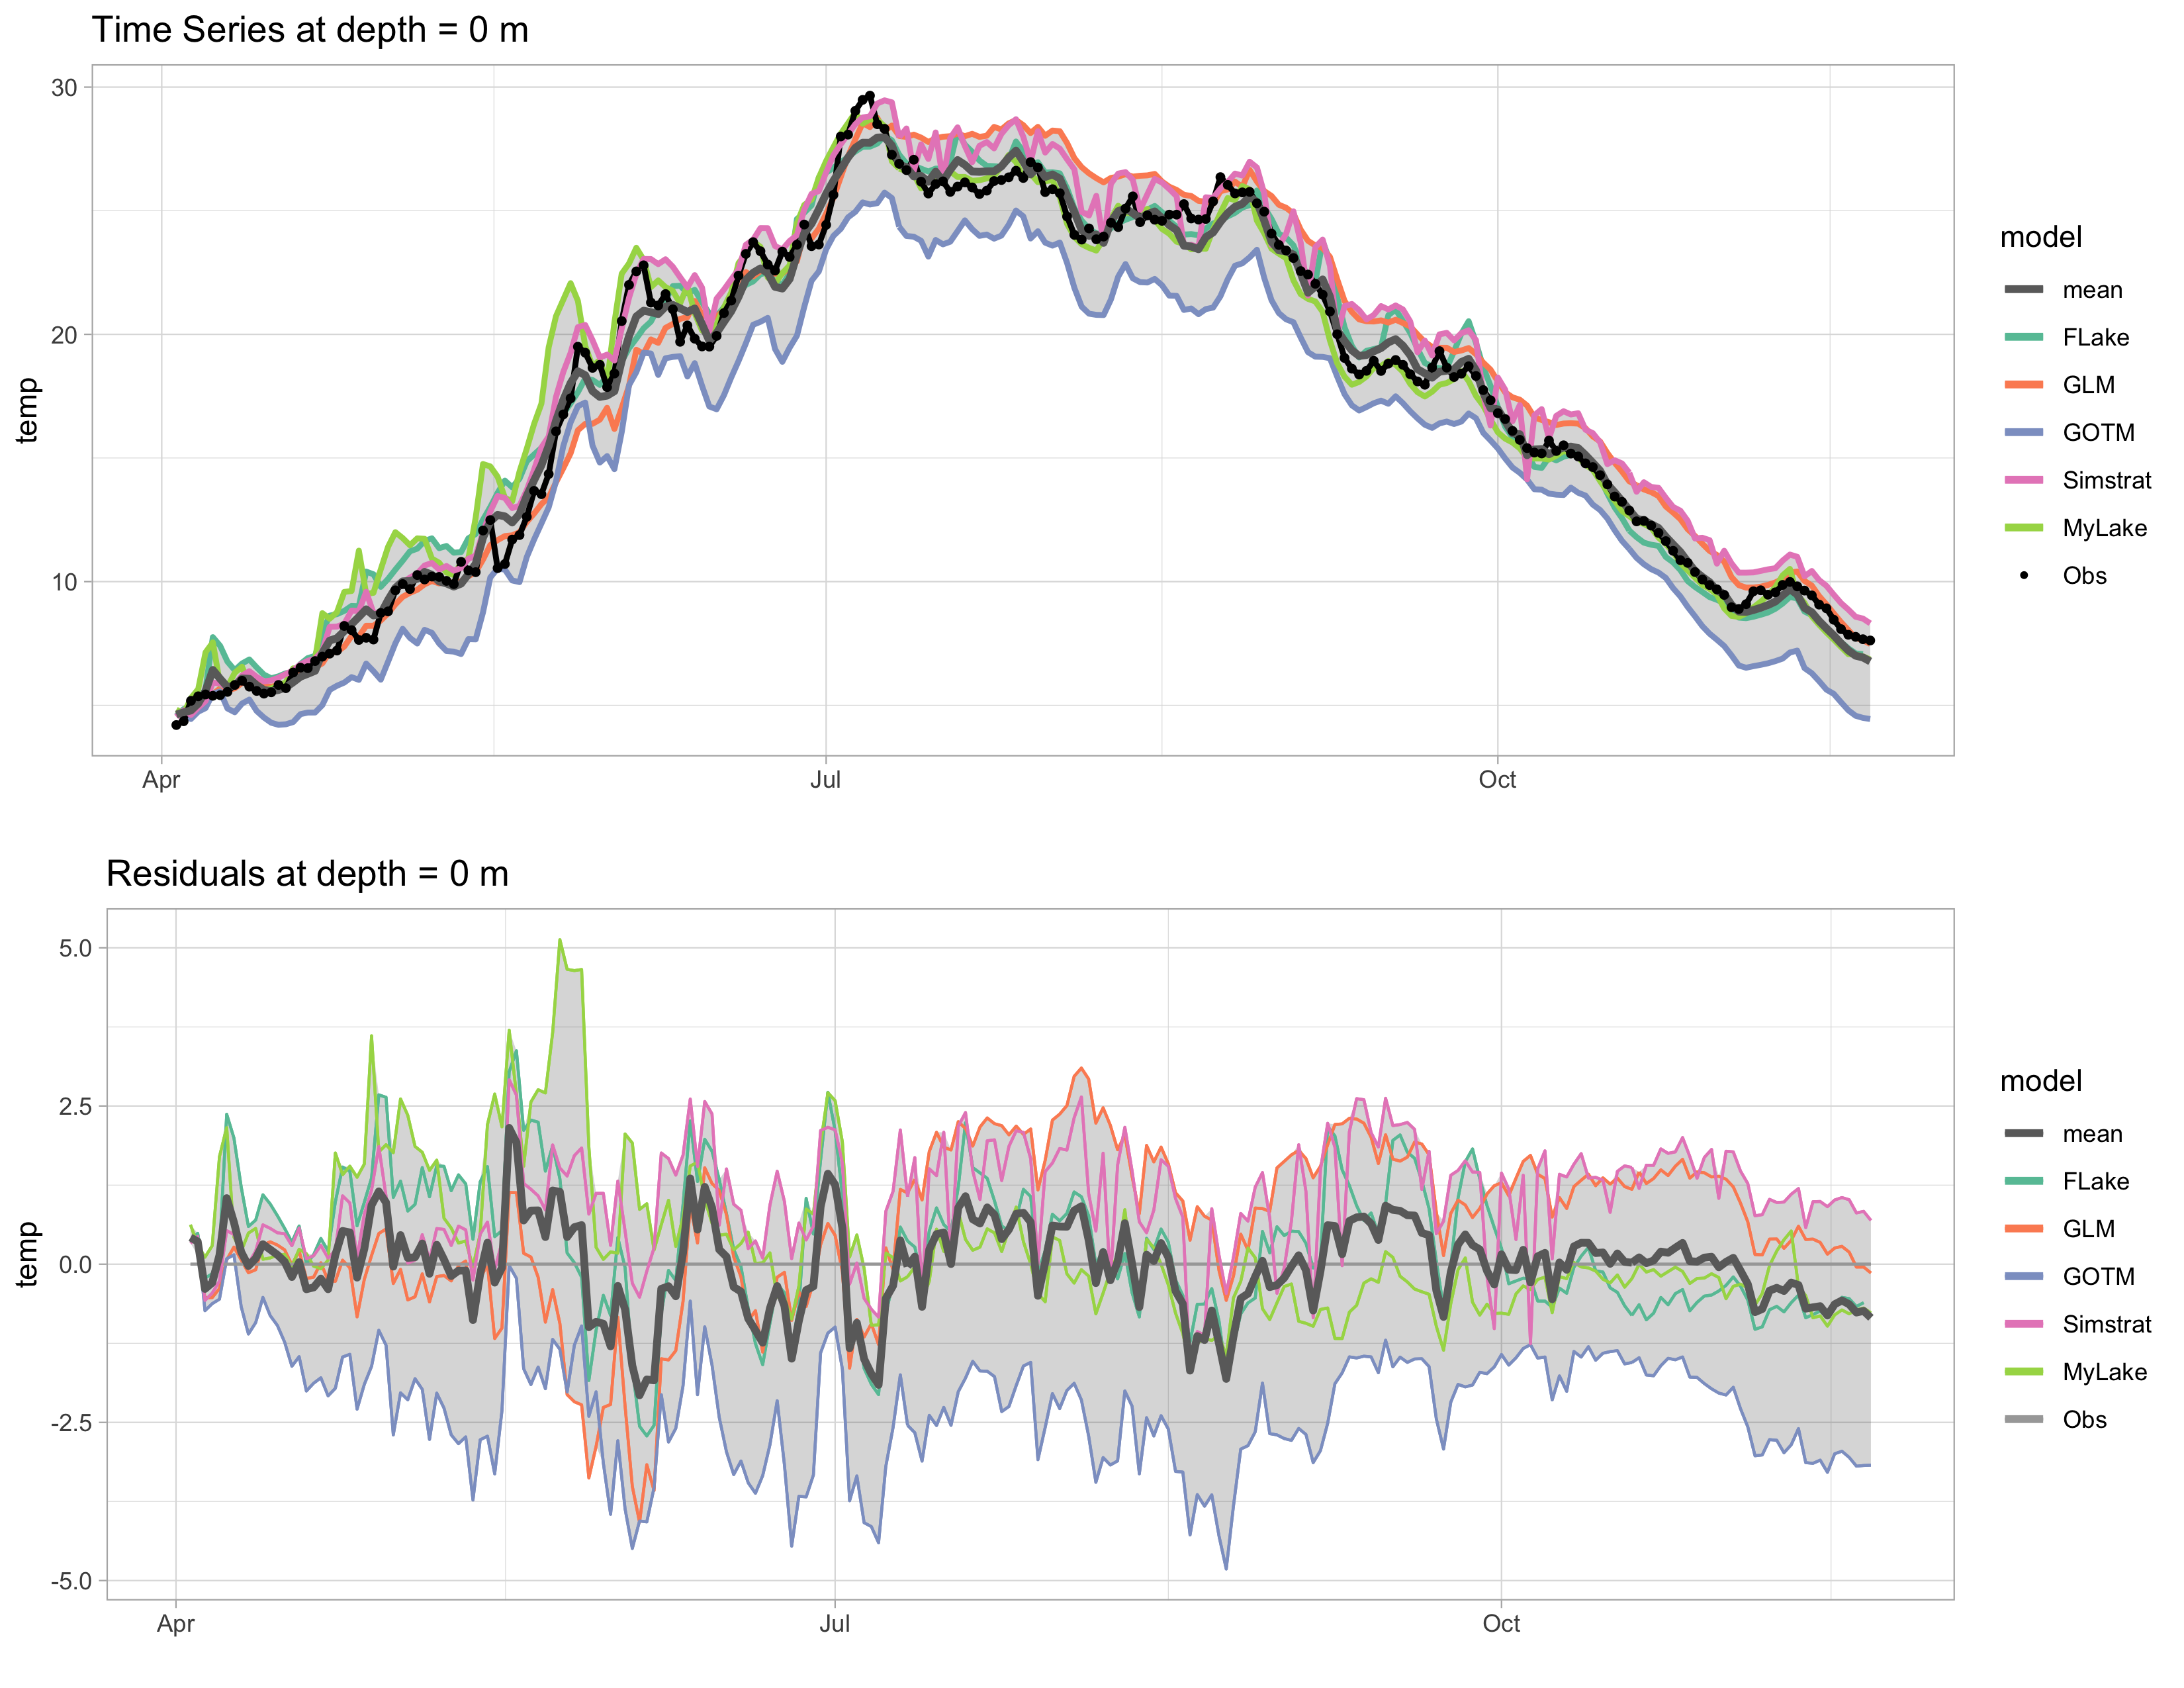 Time Series at depth = 0 m
30
20
10
temp
Apr
Jul
Oct
model
mean
FLake
GLM
GOTM
Simstrat
MyLake
Obs
Residuals at depth = 0 m
5.0
2.5
0.0
-2.5
-5.0
temp
Apr
Jul
Oct
model
mean
FLake
GLM
GOTM
Simstrat
MyLake
Obs